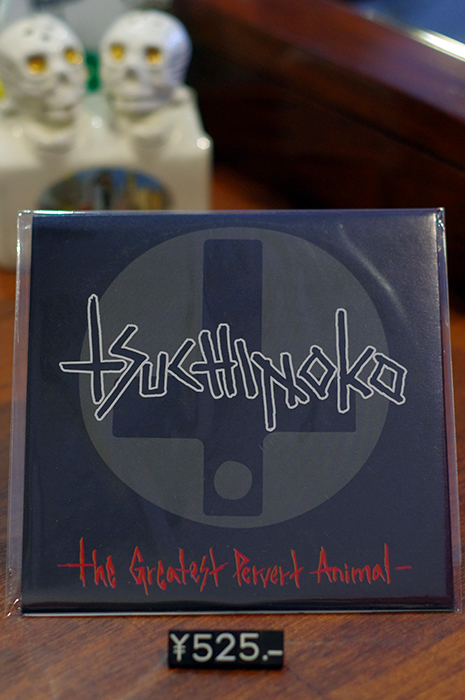 tSUCHINOKO
-the Greatest Pervert Animal-
¥525.-